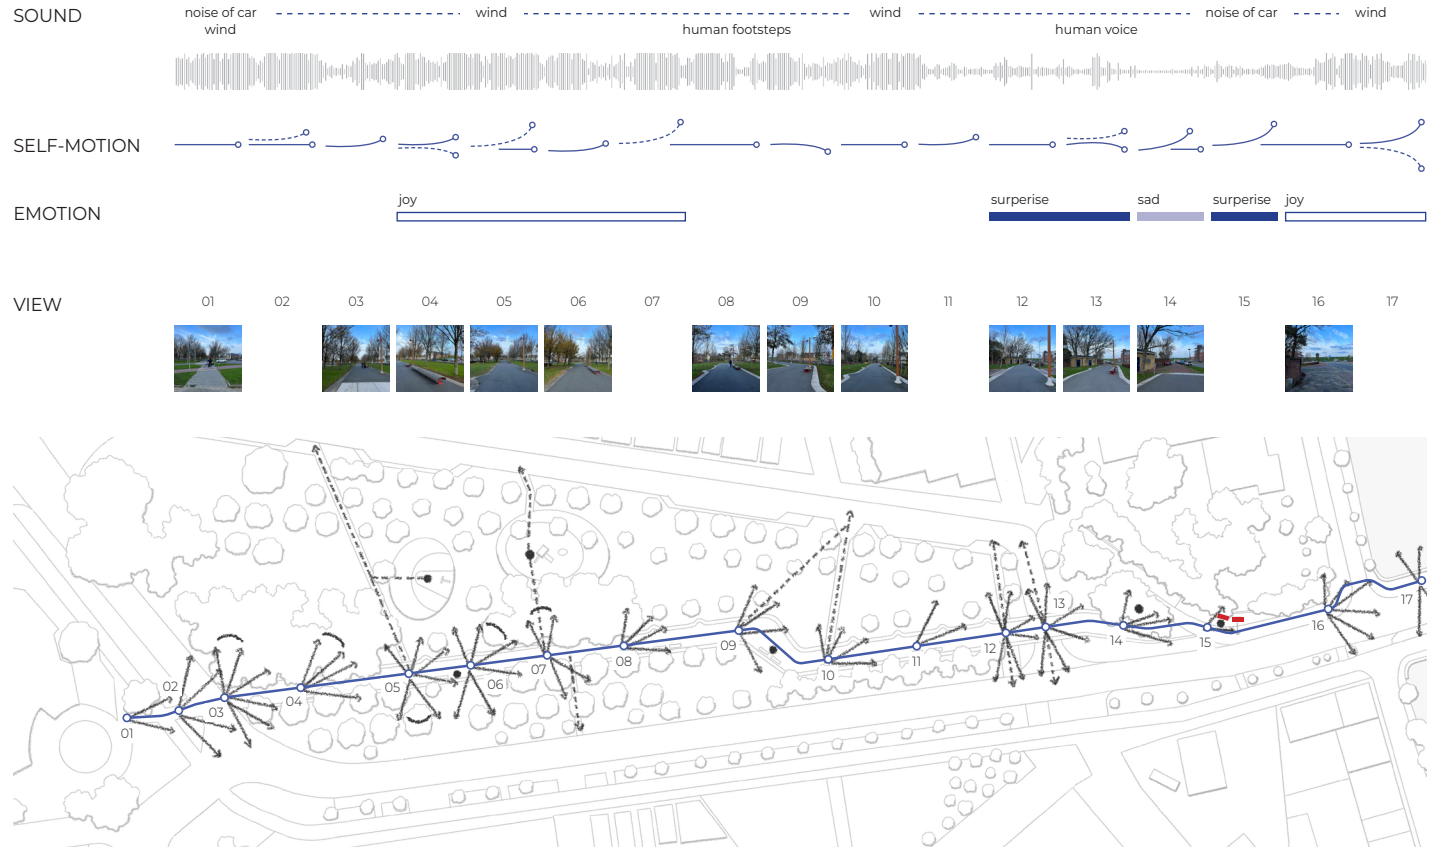 SOUND
noise of car wind wind noise of car wind
wind human footsteps human voice
SELF-MOTION
EMOTION
joy superise sad superise joy
VIEW
01 02 03 04 05 06 07 08 09 10 11 12 13 14 15 16 17
01
02
03
04
05
06
07
08
09
10
11
12
13
14
15
16
17